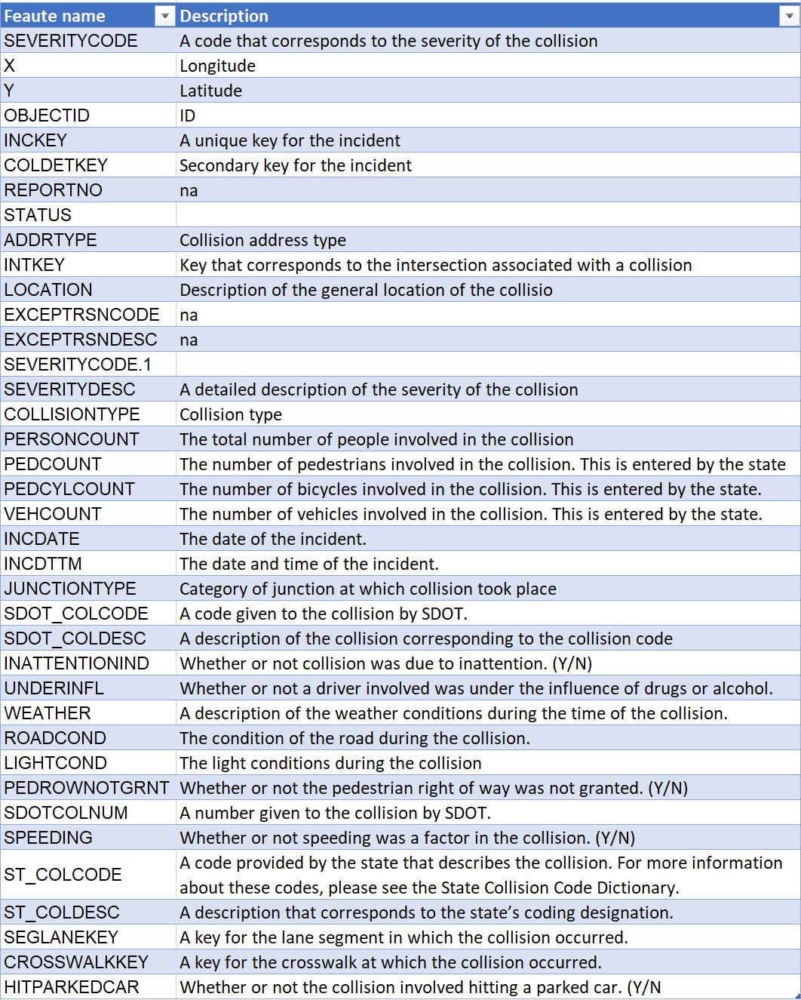 Feaute name Description
SEVERITYCODE A code that corresponds to the severity of the collision
X Longitude
Y Latitude
OBJECTID ID
INCKEY A unique key for the incident
COLDETKEY Secondary key for the incident
REPORTNO na
STATUS
ADDRTYPE Collision address type
INTKEY Key that corresponds to the intersection associated with a collision
LOCATION Description of the general location of the collisio
EXCEPTRSNCODE na
EXCEPTRSNDESC na
SEVERITYCODE.1
SEVERITYDESC A detailed description of the severity of the collision
COLLISIONTYPE Collision type
PERSONCOUNT The total number of people involved in the collision
PEDCOUNT The number of pedestrians involved in the collision. This is entered by the state
PEDCYLCOUNT The number of bicycles involved in the collision. This is entered by the state.
VEHCOUNT The number of vehicles involved in the collision. This is entered by the state.
INCDATE The date of the incident.
INCDTTM The date and time of the incident.
JUNCTIONTYPE Category of junction at which collision took place
SDOT_COLCODE A code given to the collision by SDOT.
SDOT_COLDESC A description of the collision corresponding to the collision code
INATTENTIONIND Whether or not collision was due to inattention. (Y/N)
UNDERINFL Whether or not a driver involved was under the influence of drugs or alcohol.
WEATHER A description of the weather conditions during the time of the collision.
ROADCOND The condition of the road during the collision.
LIGHTCOND The light conditions during the collision
PEDROWNOTGRNT Whether or not the pedestrian right of way was not granted. (Y/N)
SDOTCOLNUM A number given to the collision by SDOT.
SPEEDING Whether or not speeding was a factor in the collision. (Y/N)
ST_COLCODE A code provided by the state that describes the collision. For more information
about these codes, please see the State Collision Code Dictionary.
ST_COLDESC A description that corresponds to the state’s coding designation.
SEGLANEKEY A key for the lane segment in which the collision occurred.
CROSSWALKKEY A key for the crosswalk at which the collision occurred.
HITPARKEDCAR Whether or not the collision involved hitting a parked car. (Y/N